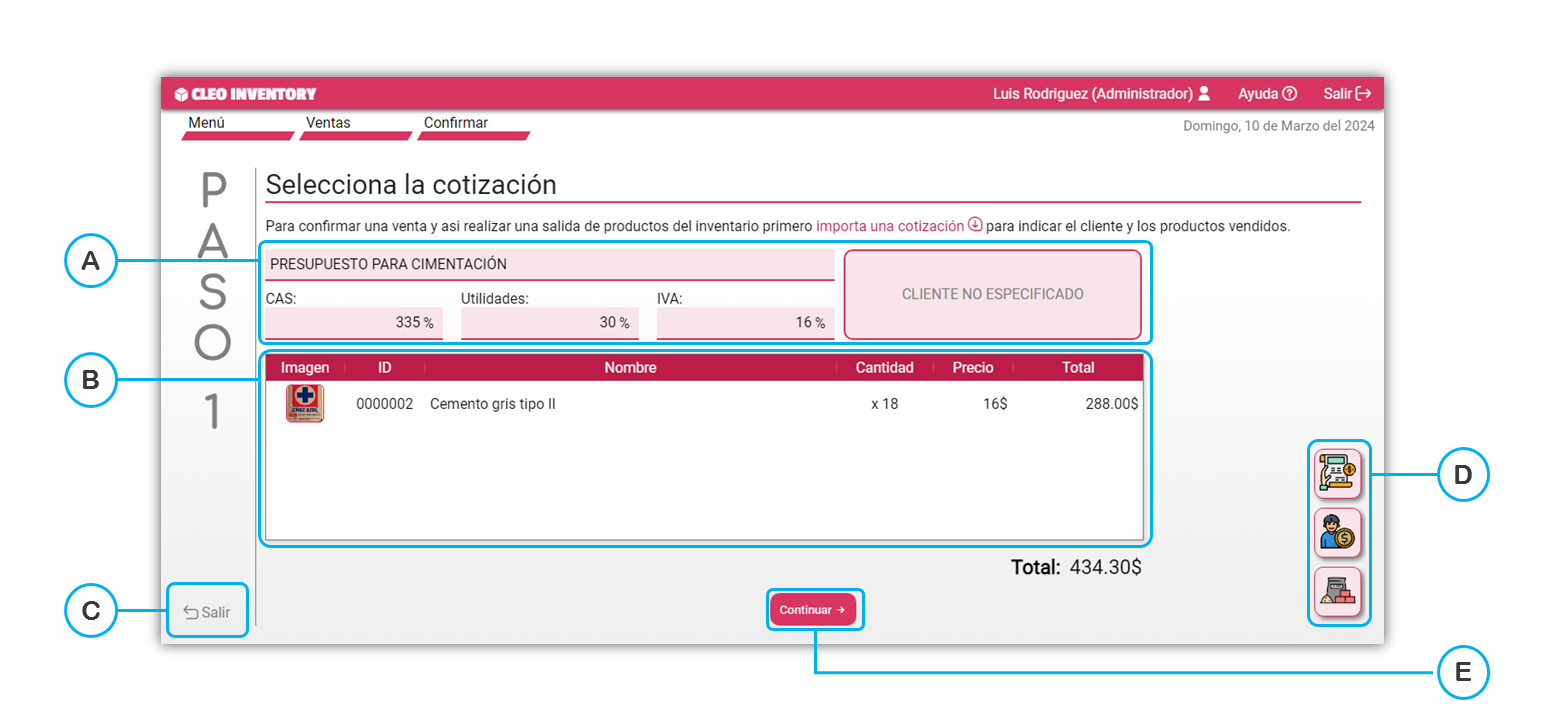 CLEO INVENTORY
Luis Rodriguez (Administrador)
Ayuda
Salir
Menú
Ventas
Confirmar
Domingo, 10 de Marzo del 2024
PASO 1
Selecciona la cotización
Para confirmar una venta y asi realizar una salida de productos del inventario primero importa una cotización para indicar el cliente y los productos vendidos.
A
PRESUPUESTO PARA CIMENTACIÓN
CLIENTE NO ESPECIFICADO
CAS: Utilidades: IVA:
335 % 30 % 16 %
B
Imagen ID Nombre Cantidad Precio Total
CRUZ AZUL
0000002 Cemento gris tipo II x 18 16$ 288.00$
D
Total: 434.30$
C
Salir
Continuar
E